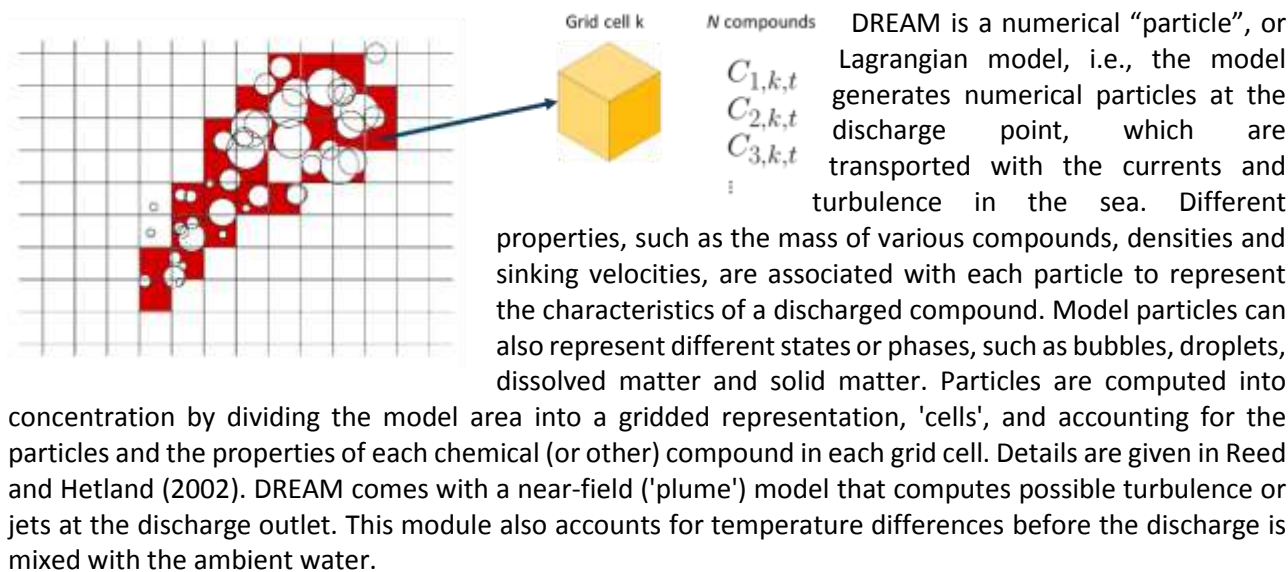 Grid cell k
N compounds
C1,k,t
C2,k,t
C3,k,t
⋮
DREAM is a numerical “particle”, or
Lagrangian model, i.e., the model
generates numerical particles at the
discharge point, which are
transported with the currents and
turbulence in the sea. Different
properties, such as the mass of various compounds, densities and
sinking velocities, are associated with each particle to represent
the characteristics of a discharged compound. Model particles can
also represent different states or phases, such as bubbles, droplets,
dissolved matter and solid matter. Particles are computed into
concentration by dividing the model area into a gridded representation, 'cells', and accounting for the
particles and the properties of each chemical (or other) compound in each grid cell. Details are given in Reed
and Hetland (2002). DREAM comes with a near-field ('plume') model that computes possible turbulence or
jets at the discharge outlet. This module also accounts for temperature differences before the discharge is
mixed with the ambient water.